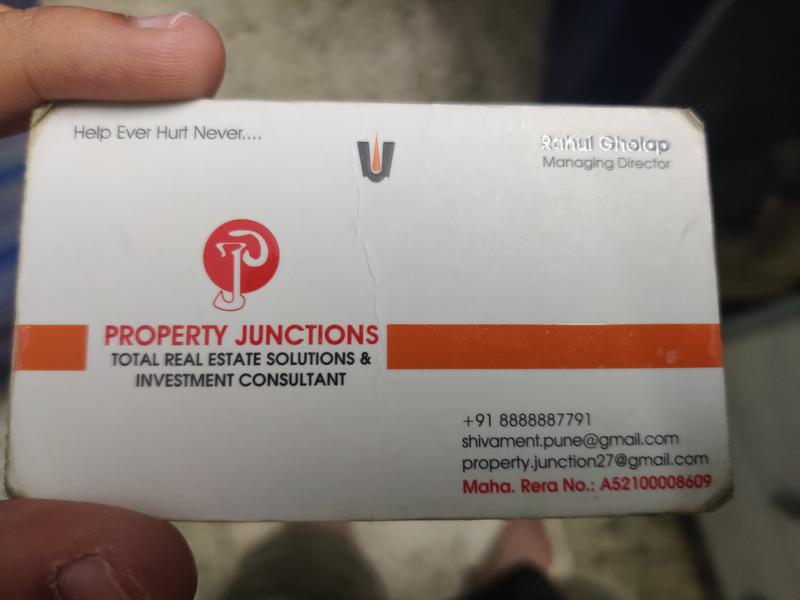 Help Ever Hurt Never....
Rahul Gholap
Managing Director
PROPERTY JUNCTIONS
TOTAL REAL ESTATE SOLUTIONS &
INVESTMENT CONSULTANT
+91 8888887791
shivament.pune@gmail.com
property.junction27@gmail.com
Maha. Rera No.: A52100008609